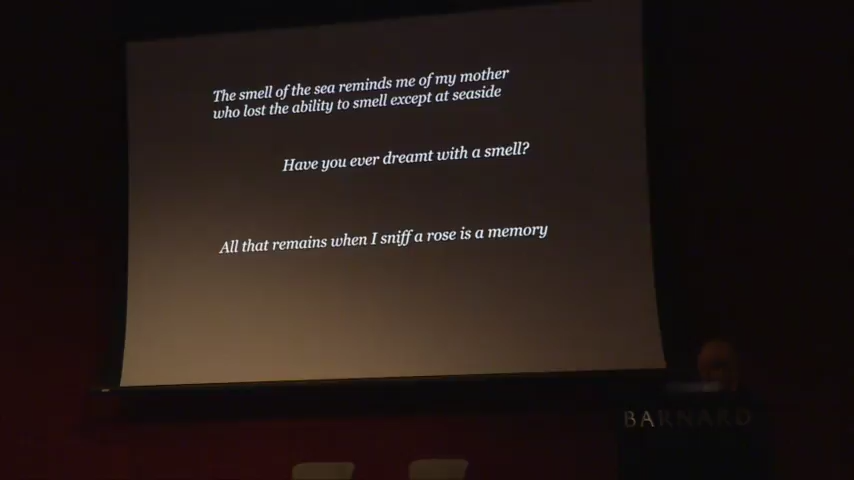 The smell of the sea reminds me of my mother
who lost the ability to smell except at seaside
Have you ever dreamt with a smell?
All that remains when I sniff a rose is a memory
BARNARD